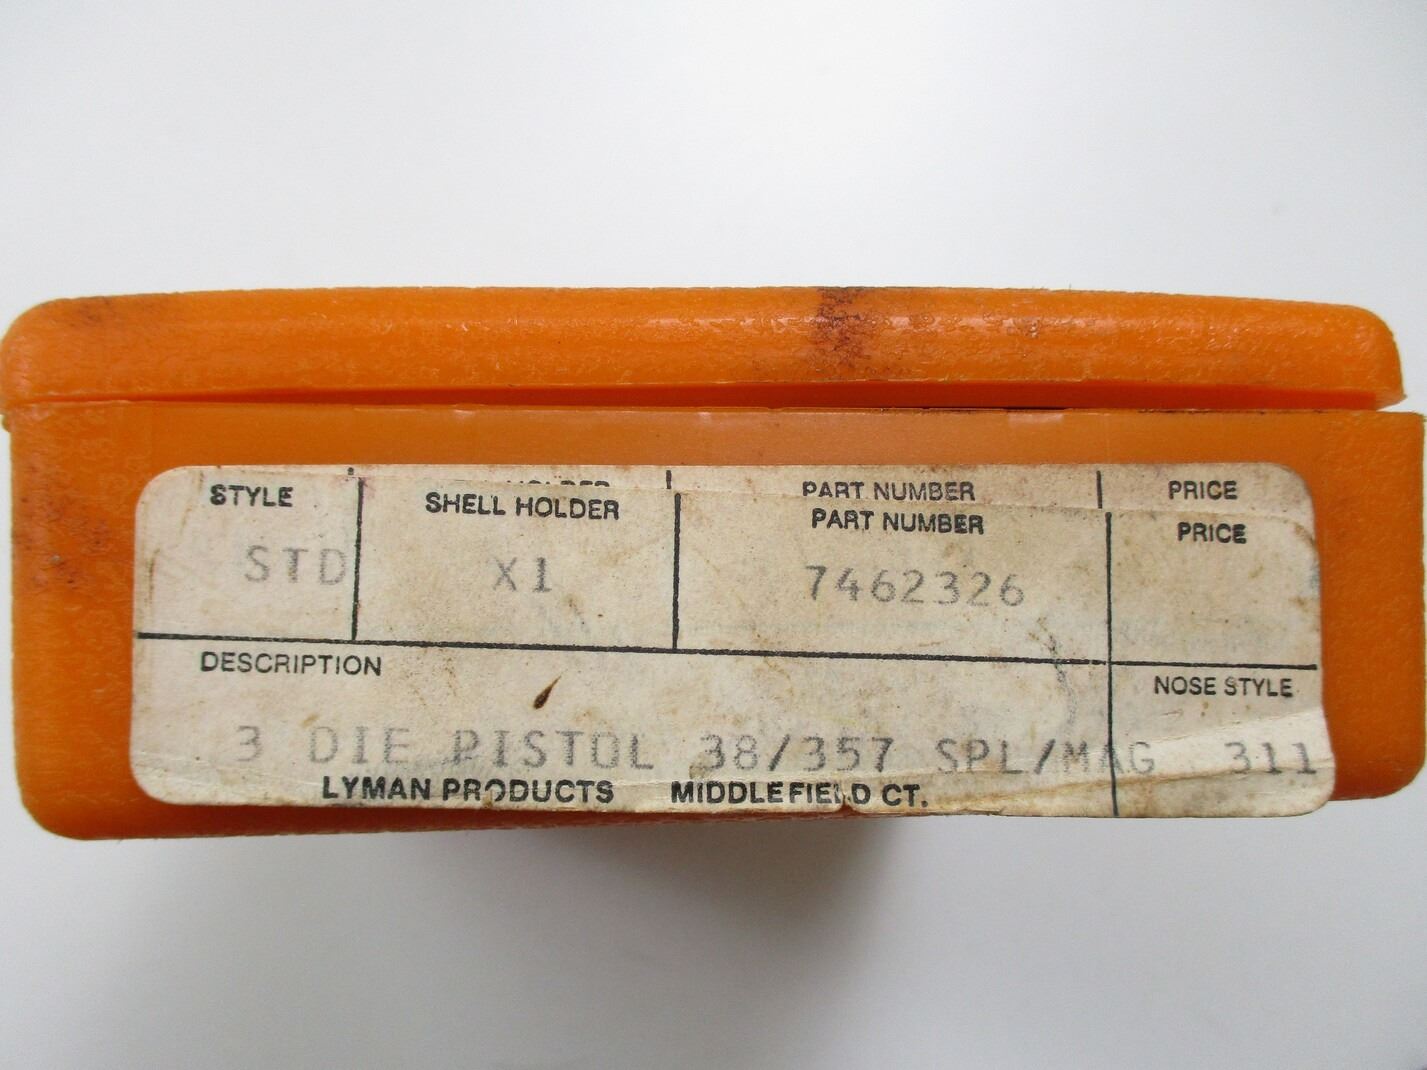 STYLE SHELL HOLDER PART NUMBER PRICE
PART NUMBER PRICE
STD X1 7462326
DESCRIPTION NOSE STYLE
3 DIE PISTOL 38/357 SPL/MAG 311
LYMAN PRODUCTS MIDDLEFIELD CT.